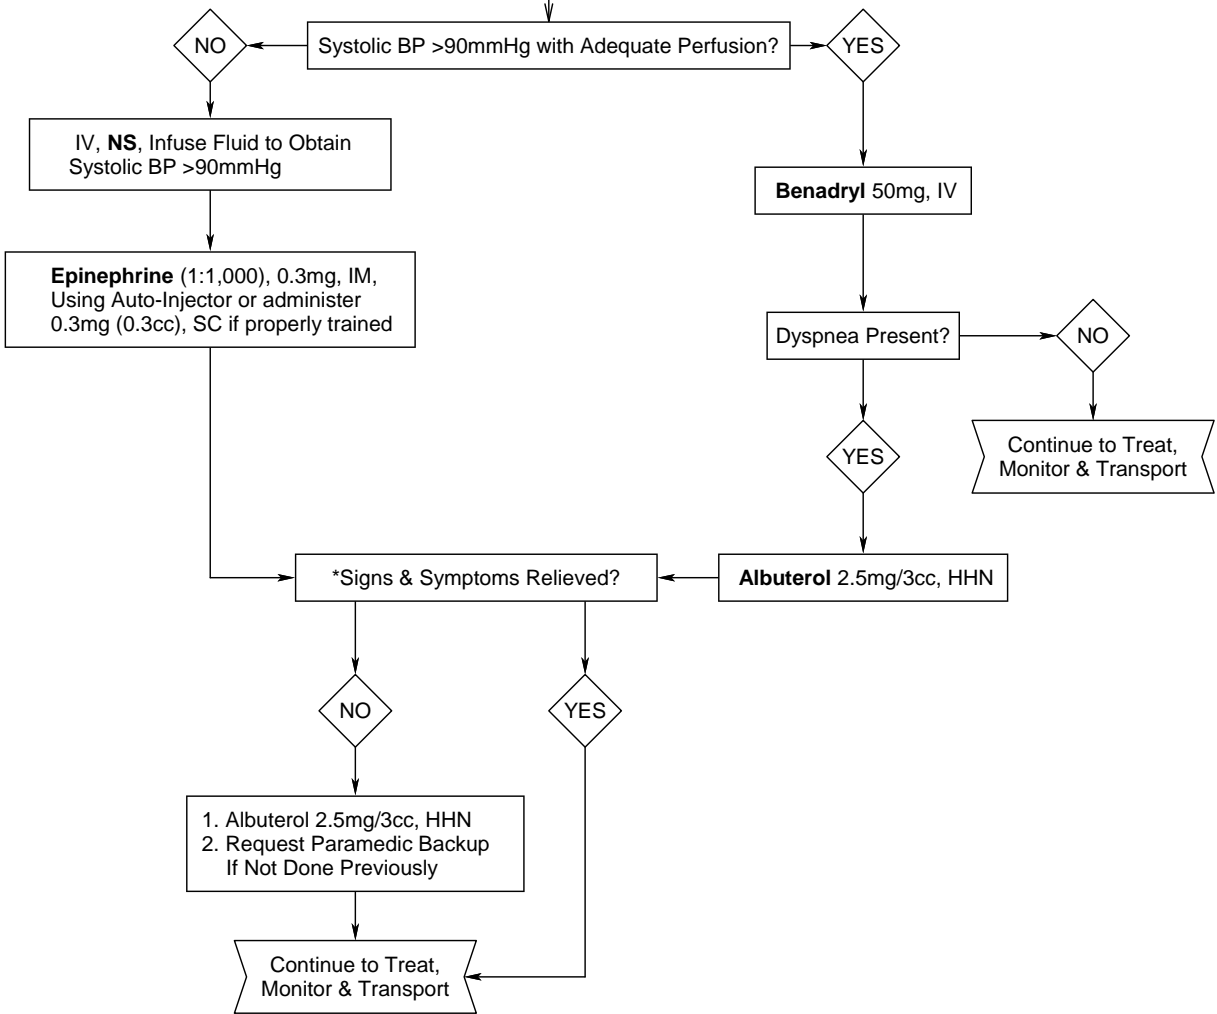 NO
Systolic BP >90mmHg with Adequate Perfusion?
YES
IV, NS, Infuse Fluid to Obtain
Systolic BP >90mmHg
Benadryl 50mg, IV
Epinephrine (1:1,000), 0.3mg, IM,
Using Auto-Injector or administer
0.3mg (0.3cc), SC if properly trained
Dyspnea Present?
NO
YES
Continue to Treat,
Monitor & Transport
*Signs & Symptoms Relieved?
Albuterol 2.5mg/3cc, HHN
NO
YES
1. Albuterol 2.5mg/3cc, HHN
2. Request Paramedic Backup
If Not Done Previously
Continue to Treat,
Monitor & Transport